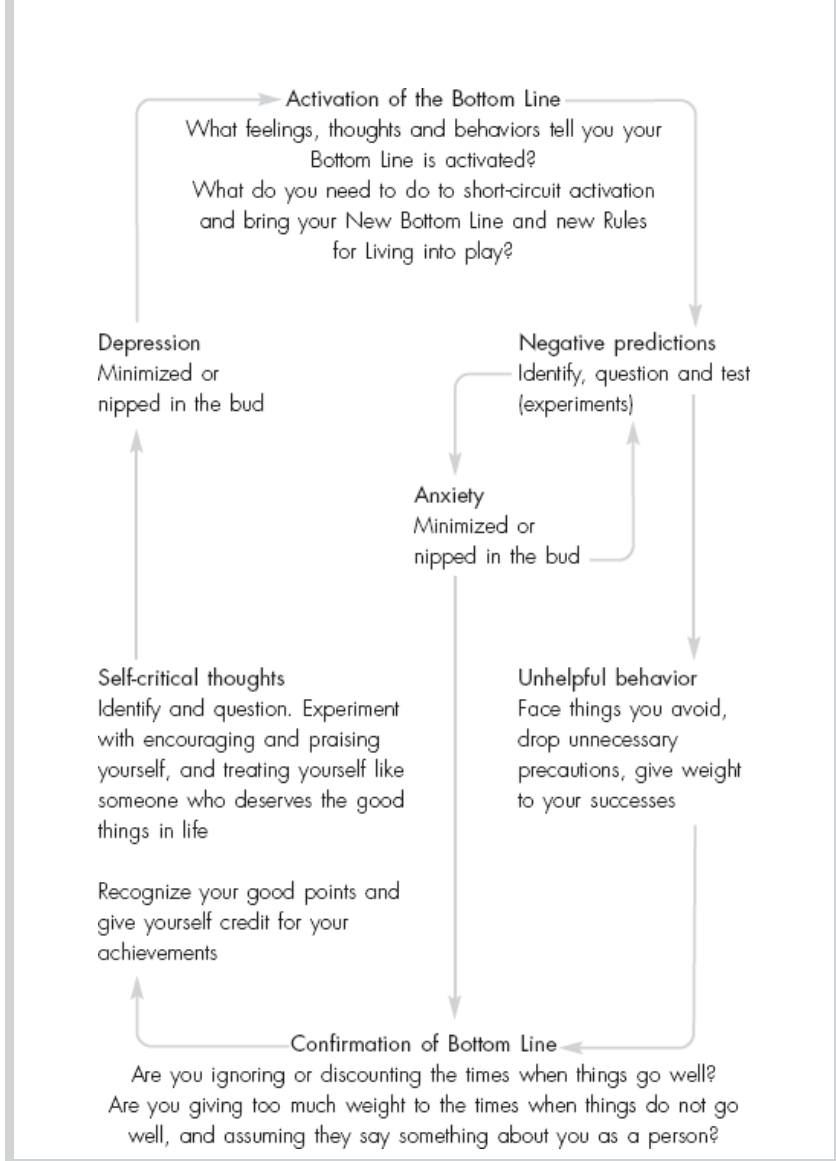 Activation of the Bottom Line
What feelings, thoughts and behaviors tell you your
Bottom Line is activated?
What do you need to do to short-circuit activation
and bring your New Bottom Line and new Rules
for Living into play?
Depression
Minimized or
nipped in the bud
Negative predictions
Identify, question and test
(experiments)
Anxiety
Minimized or
nipped in the bud
Self-critical thoughts
Identify and question. Experiment
with encouraging and praising
yourself, and treating yourself like
someone who deserves the good
things in life
Recognize your good points and
give yourself credit for your
achievements
Unhelpful behavior
Face things you avoid,
drop unnecessary
precautions, give weight
to your successes
Confirmation of Bottom Line
Are you ignoring or discounting the times when things go well?
Are you giving too much weight to the times when things do not go
well, and assuming they say something about you as a person?